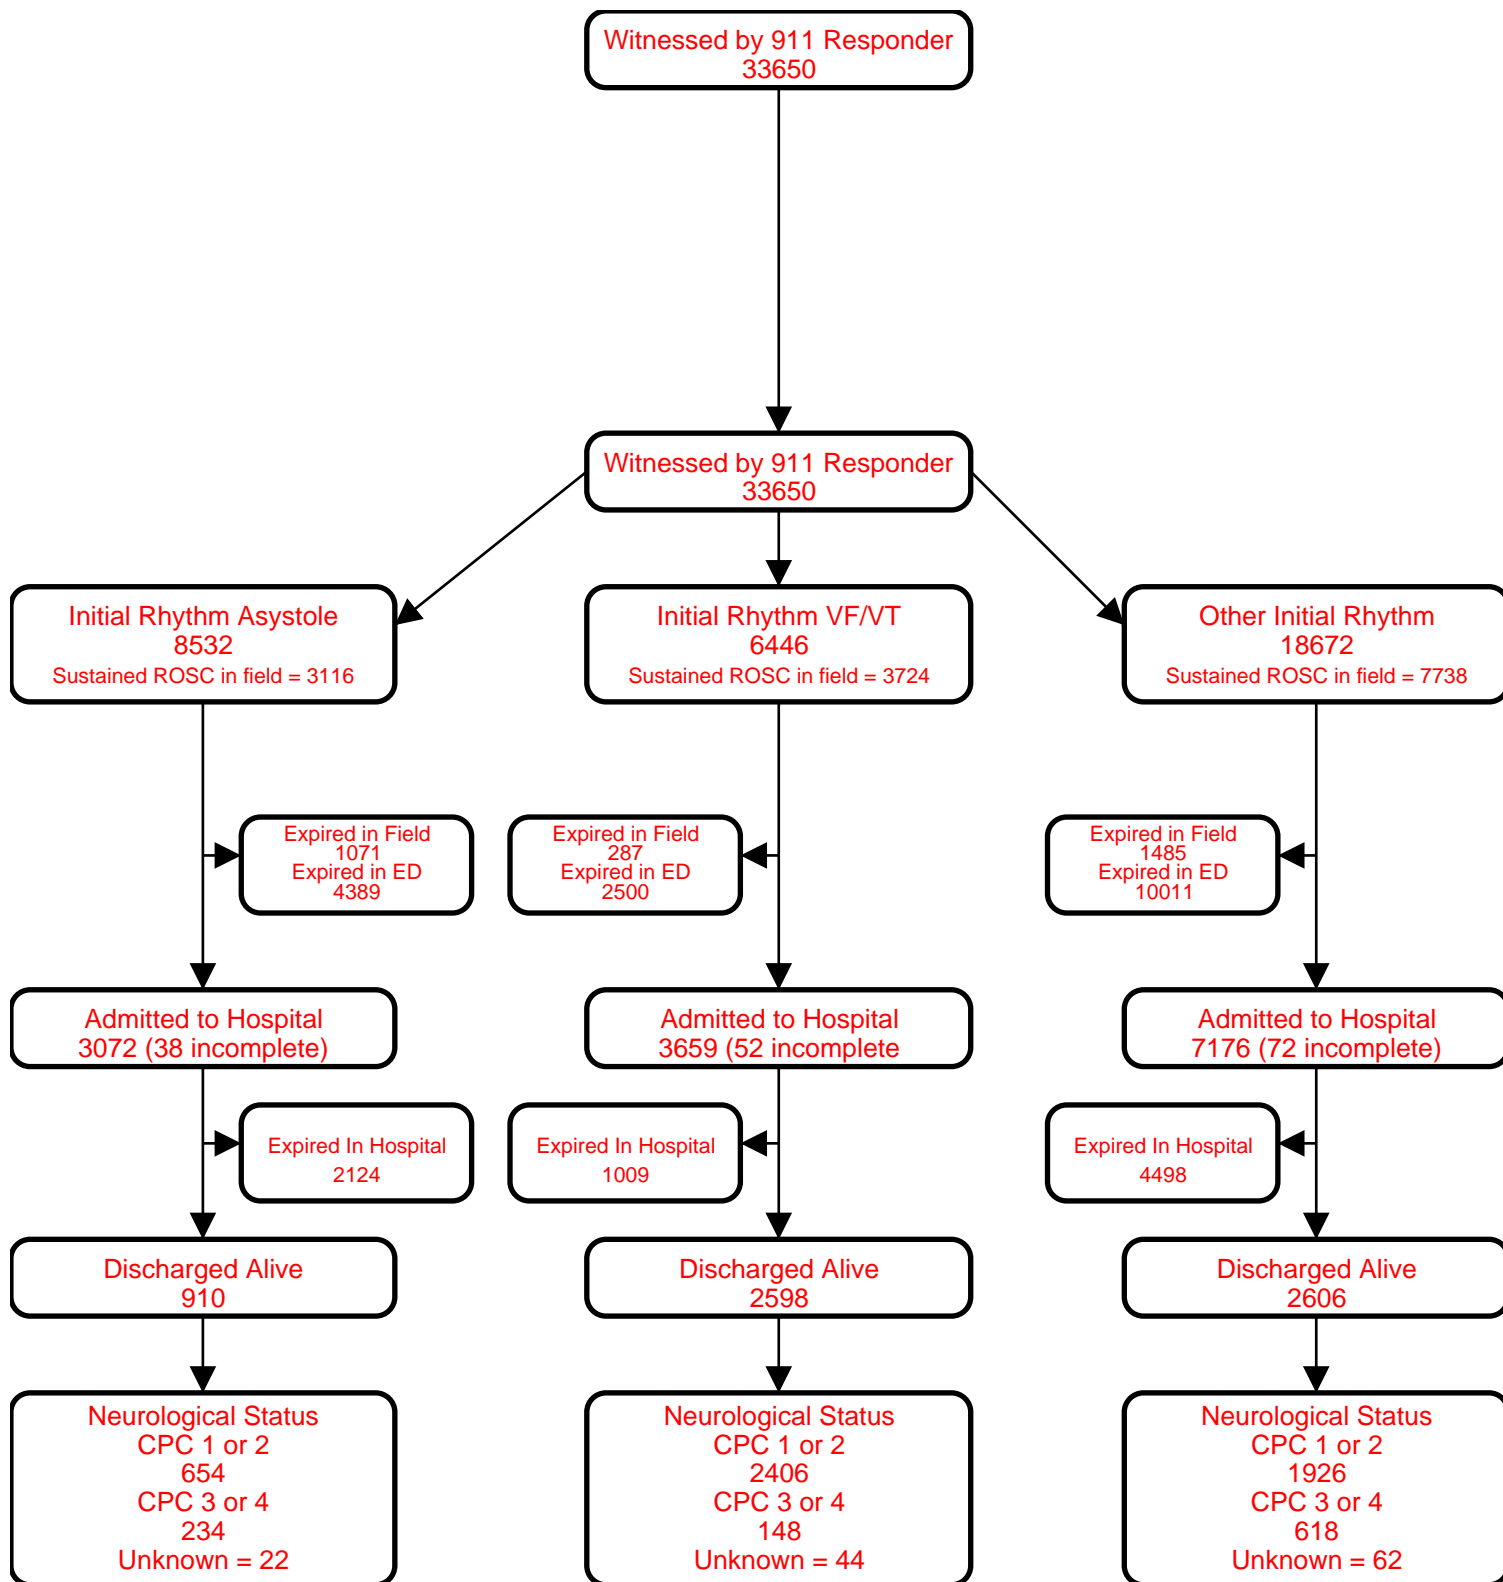 Witnessed by 911 Responder
33650
Witnessed by 911 Responder
33650
Initial Rhythm Asystole
8532
Sustained ROSC in field = 3116
Initial Rhythm VF/VT
6446
Sustained ROSC in field = 3724
Other Initial Rhythm
18672
Sustained ROSC in field = 7738
Expired in Field
1071
Expired in ED
4389
Expired in Field
287
Expired in ED
2500
Expired in Field
1485
Expired in ED
10011
Admitted to Hospital
3072 (38 incomplete)
Admitted to Hospital
3659 (52 incomplete
Admitted to Hospital
7176 (72 incomplete)
Expired In Hospital
2124
Expired In Hospital
1009
Expired In Hospital
4498
Discharged Alive
910
Discharged Alive
2598
Discharged Alive
2606
Neurological Status
CPC 1 or 2
654
CPC 3 or 4
234
Unknown = 22
Neurological Status
CPC 1 or 2
2406
CPC 3 or 4
148
Unknown = 44
Neurological Status
CPC 1 or 2
1926
CPC 3 or 4
618
Unknown = 62